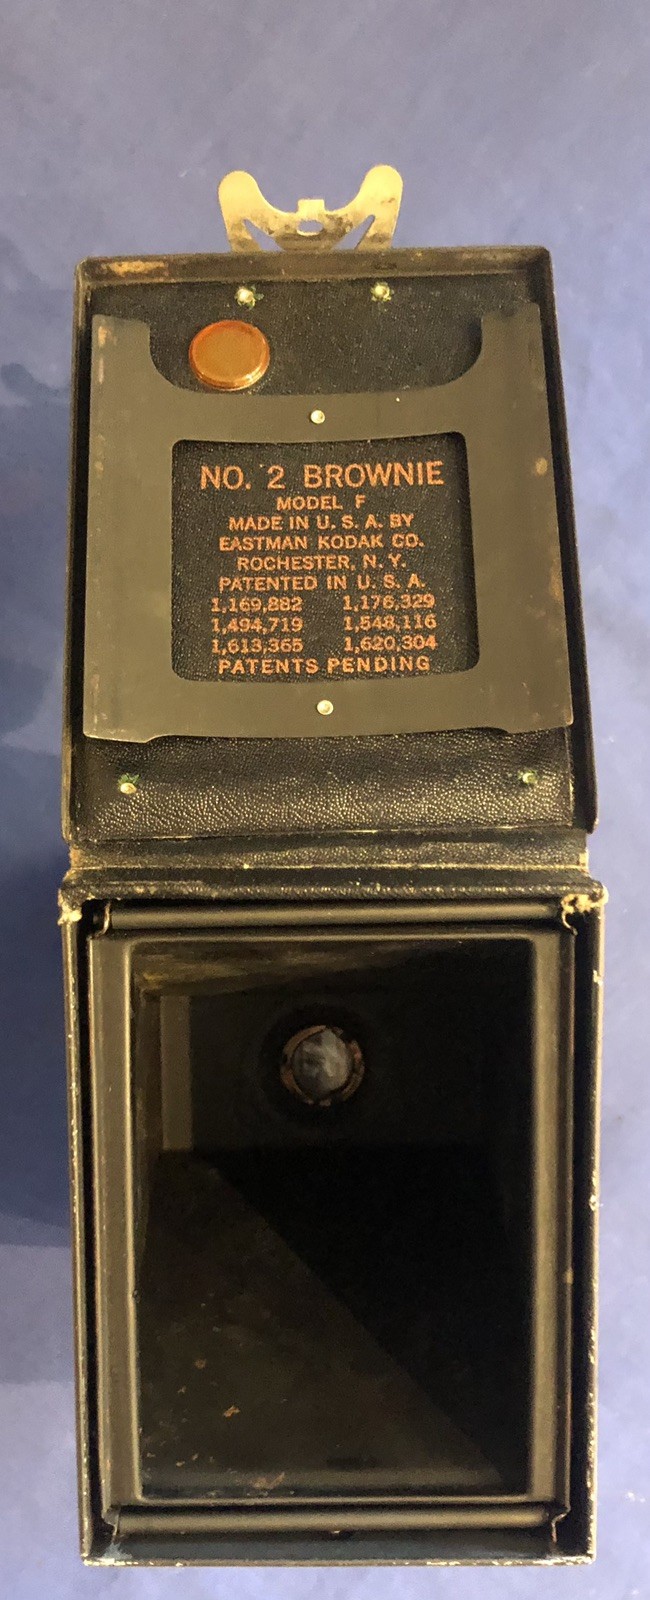 NO. 2 BROWNIE
MODEL F
MADE IN U. S. A. BY
EASTMAN KODAK CO.
ROCHESTER, N. Y.
PATENTED IN U. S. A.
1,169,882 1,176,329
1,494,719 1,548,116
1,613,365 1,620,304
PATENTS PENDING